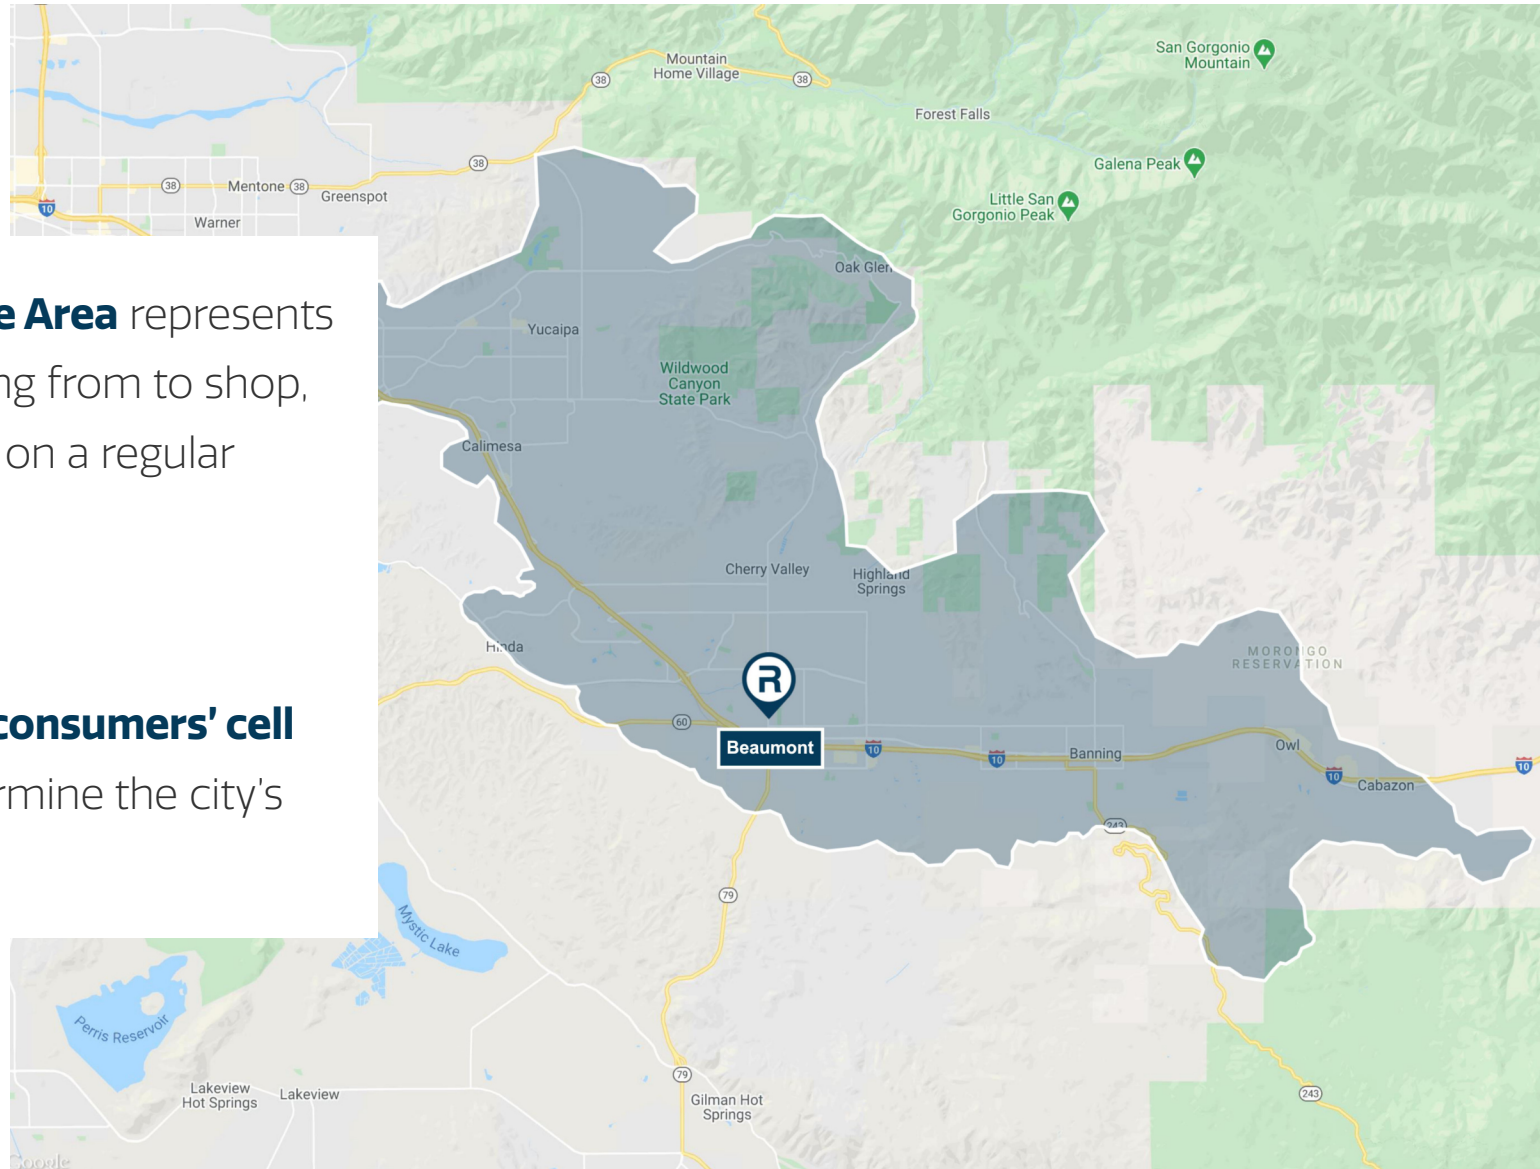 San Gorgonio
Mountain
Mountain
Home Village
38
38
Forest Falls
Galena Peak
38
Little San
Gorgonio Peak
38
Mentone
38
Greenspot
10
Warner
Oak Glen
e Area represents
ng from to shop,
on a regular
consumers' cell
rmine the city's
Yucaipa
Wildwood
Canyon
State Park
Calimesa
Cherry Valley
Highland
Springs
Hinda
MORONGO
RESERVATION
R
60
Beaumont
10
10
Banning
Owl
10
Cabazon
10
243
79
Mystic Lake
Perris Reservoir
Lakeview
Hot Springs
Lakeview
79
Gilman Hot
Springs
243
Google